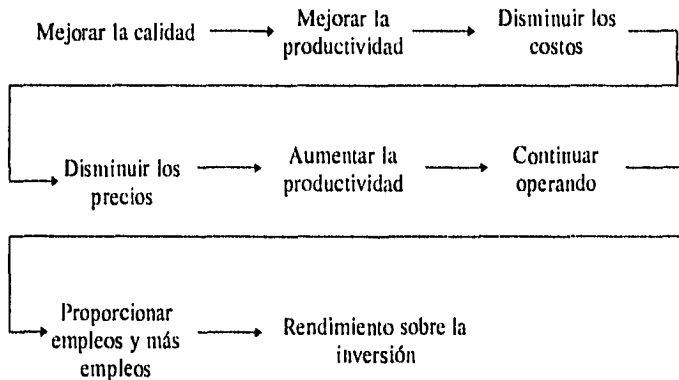 Mejorar la calidad
Mejorar la
productividad
Disminuir los
costos
Disminuir los
precios
Aumentar la
productividad
Continuar
operando
Proporcionar
empleos y más
empleos
Rendimiento sobre la
inversión